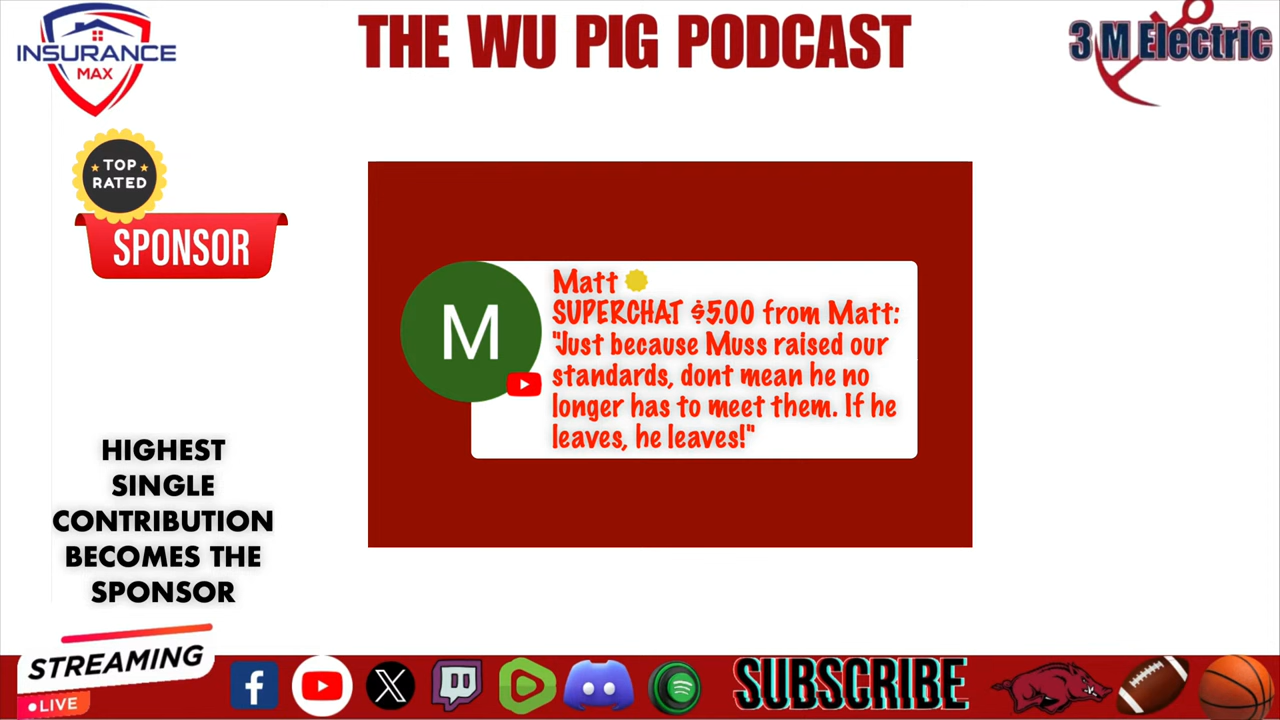 INSURANCE
MAX
THE WU PIG PODCAST
3 M Electric
TOP
RATED
SPONSOR
M
Matt
SUPERCHAT $5.00 from Matt:
"Just because Muss raised our
standards, dont mean he no
longer has to meet them. If he
leaves, he leaves!"
HIGHEST
SINGLE
CONTRIBUTION
BECOMES THE
SPONSOR
STREAMING
LIVE
SUBSCRIBE